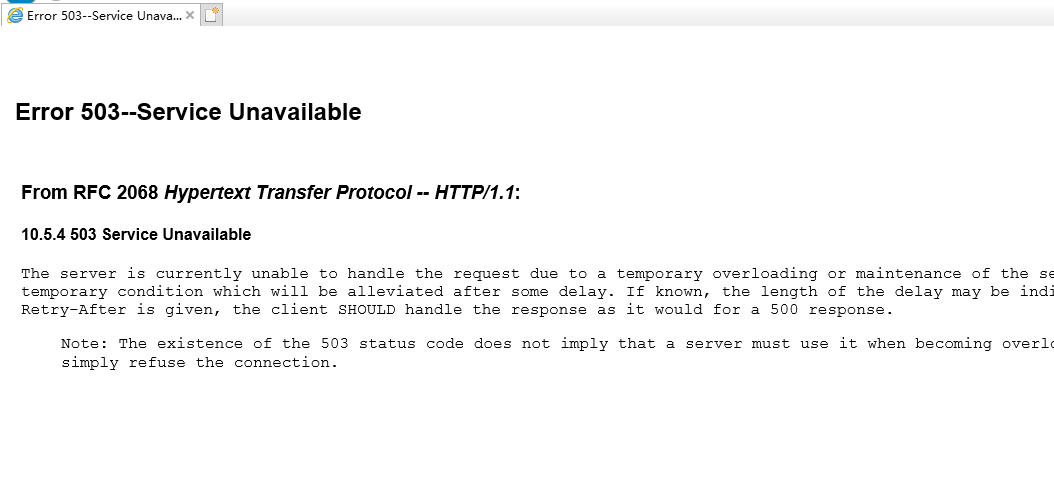 Error 503--Service Unava...
Error 503--Service Unavailable
From RFC 2068 Hypertext Transfer Protocol -- HTTP/1.1:
10.5.4 503 Service Unavailable
The server is currently unable to handle the request due to a temporary overloading or maintenance of the se
temporary condition which will be alleviated after some delay. If known, the length of the delay may be indi
Retry-After is given, the client SHOULD handle the response as it would for a 500 response.
Note: The existence of the 503 status code does not imply that a server must use it when becoming overlo
simply refuse the connection.